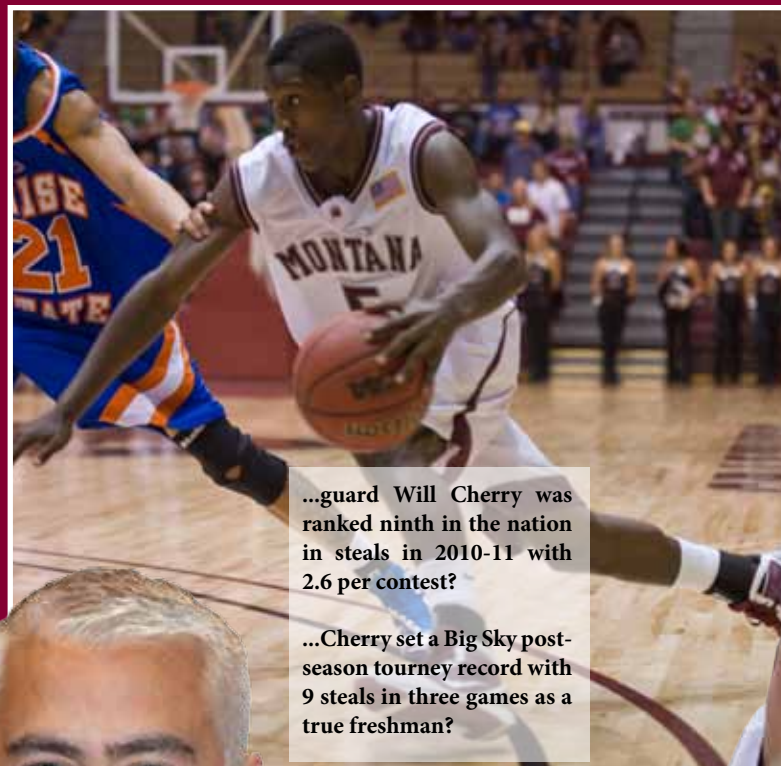 ISE
21
ATE
MONTANA
5
...guard Will Cherry was
ranked ninth in the nation
in steals in 2010-11 with
2.6 per contest?
...Cherry set a Big Sky post-
season tourney record with
9 steals in three games as a
true freshman?